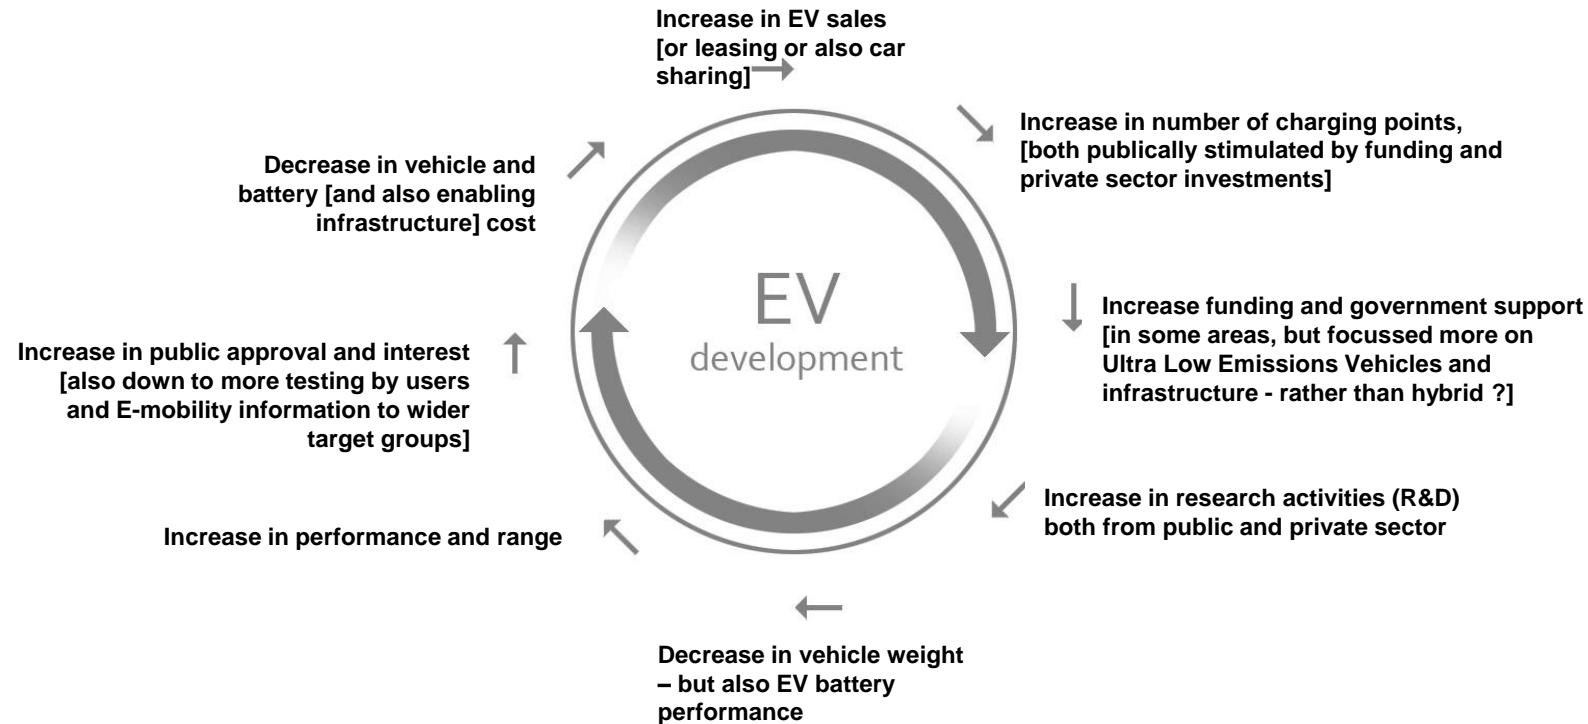 Increase in EV sales
[or leasing or also car
sharing]
Increase in number of charging points,
[both publically stimulated by funding and
private sector investments]
Decrease in vehicle and
battery [and also enabling
infrastructure] cost
EV
development
Increase funding and government support
[in some areas, but focussed more on
Ultra Low Emissions Vehicles and
infrastructure - rather than hybrid ?]
Increase in public approval and interest
[also down to more testing by users
and E-mobility information to wider
target groups]
Increase in research activities (R&D)
both from public and private sector
Increase in performance and range
Decrease in vehicle weight
– but also EV battery
performance